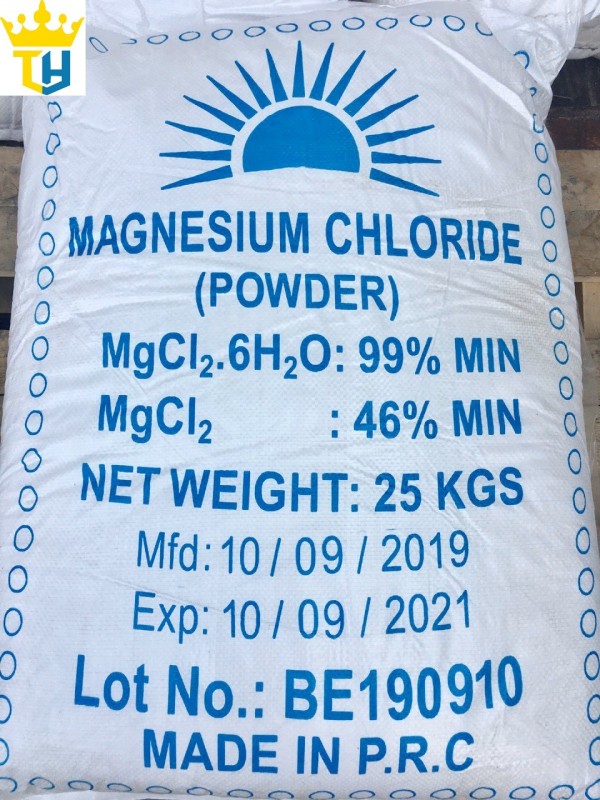 TH
MAGNESIUM CHLORIDE
(POWDER)
MgCl₂.6H₂O: 99% MIN
MgCl₂ : 46% MIN
NET WEIGHT: 25 KGS
Mfd: 10 / 09 / 2019
Exp: 10 / 09 / 2021
Lot No.: BE190910
MADE IN P.R.C